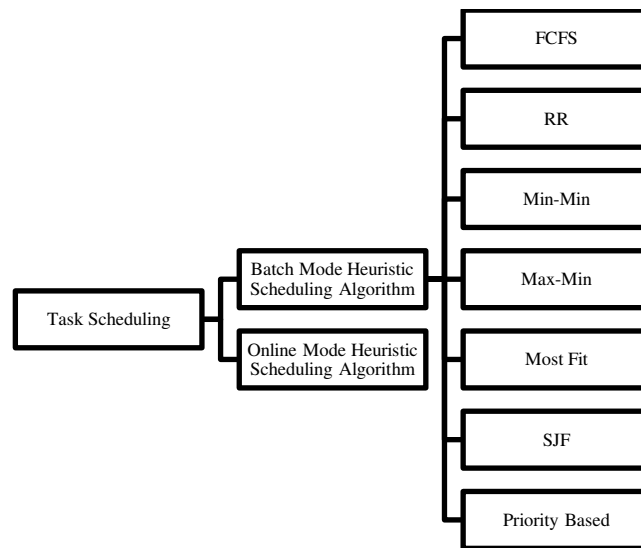 Task Scheduling
Batch Mode Heuristic
Scheduling Algorithm
Online Mode Heuristic
Scheduling Algorithm
FCFS
RR
Min-Min
Max-Min
Most Fit
SJF
Priority Based